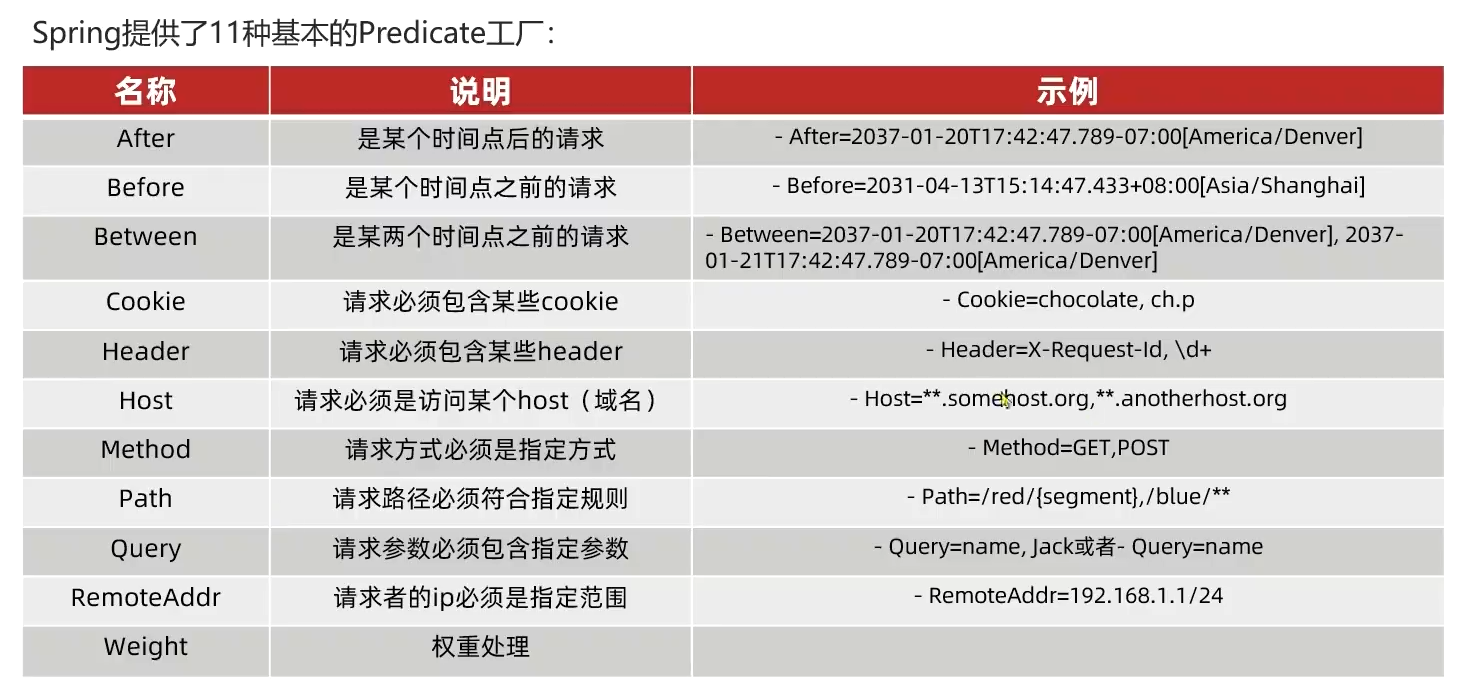 Spring提供了11种基本的Predicate工厂：
名称 说明 示例
After 是某个时间点后的请求 - After=2037-01-20T17:42:47.789-07:00[America/Denver]
Before 是某个时间点之前的请求 - Before=2031-04-13T15:14:47.433+08:00[Asia/Shanghai]
Between 是某两个时间点之前的请求 - Between=2037-01-20T17:42:47.789-07:00[America/Denver], 2037-
01-21T17:42:47.789-07:00[America/Denver]
Cookie 请求必须包含某些cookie - Cookie=chocolate, ch.p
Header 请求必须包含某些header - Header=X-Request-Id, \d+
Host 请求必须是访问某个host（域名） - Host=**.somehost.org,**.anotherhost.org
Method 请求方式必须是指定方式 - Method=GET,POST
Path 请求路径必须符合指定规则 - Path=/red/{segment},/blue/**
Query 请求参数必须包含指定参数 - Query=name, Jack或者- Query=name
RemoteAddr 请求者的ip必须是指定范围 - RemoteAddr=192.168.1.1/24
Weight 权重处理